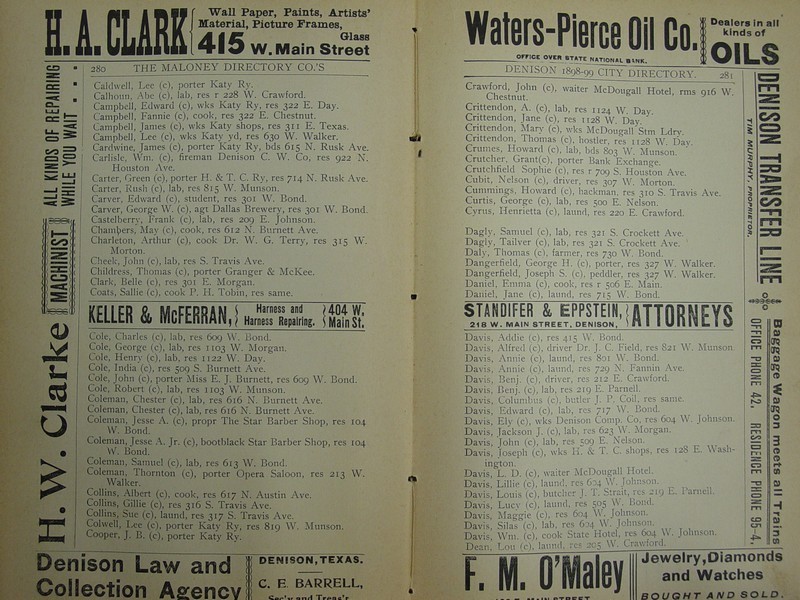 H. A. CLARK
Wall Paper, Paints, Artists'
Material, Picture Frames,
Glass
415 W. Main Street
280 THE MALONEY DIRECTORY CO.'S
Caldwell, Lee (c), porter Katy Ry.
Calhoun, Abe (c), lab, res r 228 W. Crawford.
Campbell, Edward (c), wks Katy Ry, res 322 E. Day.
Campbell, Fannie (c), cook, res 322 E. Chestnut.
Campbell, James (c), wks Katy shops, res 311 E. Texas.
Campbell, Lee (c), wks Katy yd, res 630 W. Walker.
Cardwine, James (c), porter Katy Ry, bds 615 N. Rusk Ave.
Carlisle, Wm. (c), fireman Denison C. W. Co, res 922 N.
Houston Ave.
Carter, Green (c), porter H. & T. C. Ry, res 714 N. Rusk Ave.
Carter, Rush (c), lab, res 815 W. Munson.
Carver, Edward (c), student, res 301 W. Bond.
Carver, George W. (c), agt Dallas Brewery, res 301 W. Bond.
Castelberry, Frank (c), lab, res 209 E. Johnson.
Chambers, May (c), cook, res 612 N. Burnett Ave.
Charleton, Arthur (c), cook Dr. W. G. Terry, res 315 W.
Morton.
Cheek, John (c), lab, res S. Travis Ave.
Childress, Thomas (c), porter Granger & McKee.
Clark, Belle (c), res 301 E. Morgan.
Coats, Sallie (c), cook P. H. Tobin, res same.
KELLER & McFERRAN,
Harness and
Harness Repairing.
404 W.
Main St.
Cole, Charles (c), lab, res 609 W. Bond.
Cole, George (c), lab, res 1103 W. Morgan.
Cole, Henry (c), lab, res 1122 W. Day.
Cole, India (c), res 509 S. Burnett Ave.
Cole, John (c), porter Miss E. J. Burnett, res 609 W. Bond.
Cole, Robert (c), lab, res 1103 W. Munson.
Coleman, Chester (c), lab, res 616 N. Burnett Ave.
Coleman, Chester (c), lab, res 616 N. Burnett Ave.
Coleman, Jesse A. (c), propr The Star Barber Shop, res 104
W. Bond.
Coleman, Jesse A. Jr. (c), bootblack Star Barber Shop, res 104
W. Bond.
Coleman, Samuel (c), lab, res 613 W. Bond.
Coleman, Thornton (c), porter Opera Saloon, res 213 W.
Walker.
Collins, Albert (c), cook, res 617 N. Austin Ave.
Collins, Gillie (c), res 316 S. Travis Ave.
Collins, Sue (c), laund, res 317 S. Travis Ave.
Colwell, Lee (c), porter Katy Ry, res 819 W. Munson.
Cooper, J. B. (c), porter Katy Ry.
H. W. Clarke
MACHINIST
ALL KINDS OF REPAIRING
WHILE YOU WAIT
Denison Law and
Collection Agency
DENISON, TEXAS.
C. E. BARRELL,
Sec'y and Treas'r
Waters-Pierce Oil Co.
OFFICE OVER STATE NATIONAL BANK.
Dealers in all
kinds of
OILS
DENISON 1898-99 CITY DIRECTORY. 281
Crawford, John (c), waiter McDougall Hotel, rms 916 W.
Chestnut.
Crittendon, A. (c), lab, res 1124 W. Day.
Crittendon, Jane (c), res 1128 W. Day.
Crittendon, Mary (c), wks McDougall Stm Ldry.
Crittendon, Thomas (c), hostler, res 1128 W. Day.
Crumes, Howard (c), lab, bds 803 W. Munson.
Crutcher, Grant(c), porter Bank Exchange.
Crutchfield Sophie (c), res r 709 S. Houston Ave.
Cubit, Nelson (c), driver, res 307 W. Morton.
Cummings, Howard (c), hackman, res 310 S. Travis Ave.
Curtis, George (c), lab, res 500 E. Nelson.
Cyrus, Henrietta (c), laund, res 220 E. Crawford.
Dagly, Samuel (c), lab, res 321 S. Crockett Ave.
Dagly, Tailver (c), lab, res 321 S. Crockett Ave.
Daly, Thomas (c), farmer, res 730 W. Bond.
Dangerfield, George H. (c), porter, res 327 W. Walker.
Dangerfield, Joseph S. (c), peddler, res 327 W. Walker.
Daniel, Emma (c), cook, res r 506 E. Main.
Daniel, Jane (c), laund, res 715 W. Bond.
STANDIFER & EPPSTEIN,
218 W. MAIN STREET, DENISON,
ATTORNEYS
Davis, Addie (c), res 415 W. Bond.
Davis, Alfred (c), driver Dr. J. C. Field, res 821 W. Munson
Davis, Annie (c), laund, res 801 W. Bond.
Davis, Annie (c), laund, res 729 N. Fannin Ave.
Davis, Benj. (c), driver, res 212 E. Crawford.
Davis, Benj. (c), lab, res 219 E. Parnell.
Davis, Columbus (c), butler J. P. Coil, res same.
Davis, Edward (c), lab, res 717 W. Bond.
Davis, Ely (c), wks Denison Comp. Co, res 604 W. Johnson.
Davis, Jackson J. (c), lab, res 623 W. Morgan.
Davis, John (c), lab, res 509 E. Nelson.
Davis, Joseph (c), wks H. & T. C. shops, res 128 E. Wash-
ington.
Davis, L. D. (c), waiter McDougall Hotel.
Davis, Lillie (c), laund, res 604 W. Johnson.
Davis, Louis (c), butcher J. T. Strait, res 219 E. Parnell.
Davis, Lucy (c), laund, res 505 W. Bond.
Davis, Maggie (c), res 604 W. Johnson.
Davis, Silas (c), lab, res 604 W. Johnson.
Davis, Wm. (c), cook State Hotel, res 604 W. Johnson.
Dean, Lou (c), laund, res 205 W. Crawford.
DENISON TRANSFER LINE
TIM MURPHY, PROPRIETOR.
Baggage Wagon meets all Trains
OFFICE PHONE 42. RESIDENCE PHONE 95-4.
F. M. O'Maley
Jewelry, Diamonds
and Watches
BOUGHT AND SOLD.